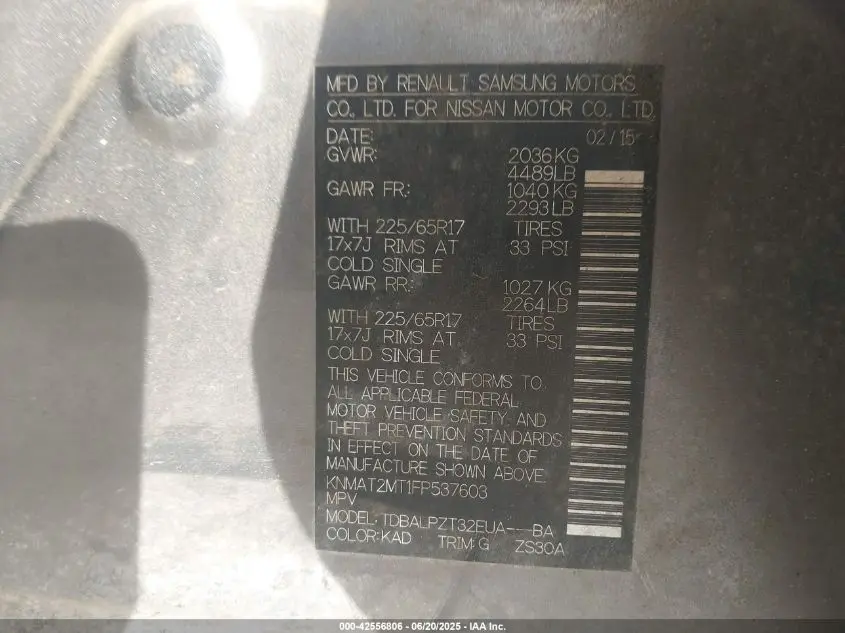 MFD BY RENAULT SAMSUNG MOTORS
CO., LTD. FOR NISSAN MOTOR CO., LTD.
DATE: 02/15
GVWR: 2036KG
4489LB
GAWR FR.: 1040KG
2293LB
WITH 225/65R17 TIRES
17x7J RIMS AT 33 PSI
COLD SINGLE
GAWR RR.: 1027KG
2264LB
WITH 225/65R17 TIRES
17x7J RIMS AT 33 PSI
COLD SINGLE
THIS VEHICLE CONFORMS TO
ALL APPLICABLE FEDERAL
MOTOR VEHICLE SAFETY AND
THEFT PREVENTION STANDARDS
IN EFFECT ON THE DATE OF
MANUFACTURE SHOWN ABOVE.
KNMAT2MT1FP537603
MPV
MODEL:TDBALPZT32EUA---BA
COLOR:KAD TRIM:G ZS30A
000-42556806 - 06/20/2025 - IAA Inc.